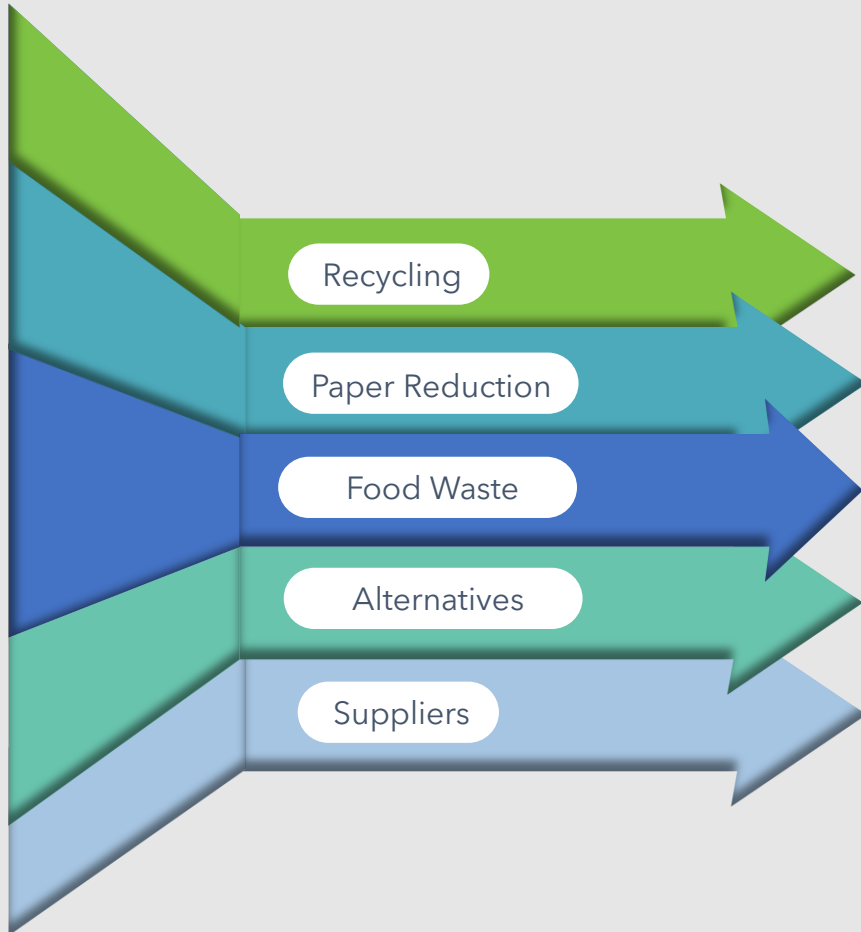 Recycling
Paper Reduction
Food Waste
Alternatives
Suppliers